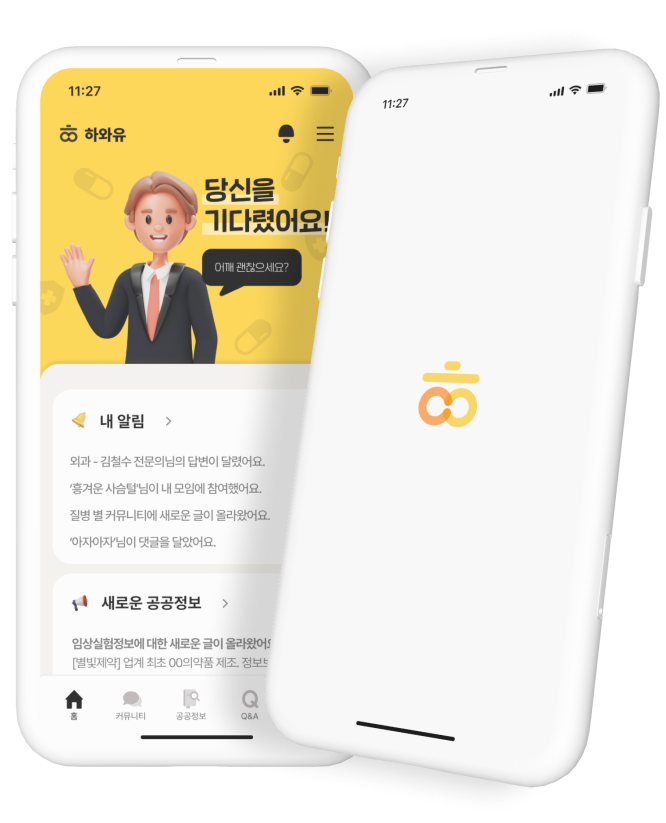 11:27
하와유
당신을
기다렸어요!
어깨 괜찮으세요?
내 알림
외과 - 김철수 전문의님의 답변이 달렸어요.
'흥겨운 사슴털'님이 내 모임에 참여했어요.
질병 별 커뮤니티에 새로운 글이 올라왔어요.
'아자아자'님이 댓글을 달았어요.
새로운 공공정보
임상실험정보에 대한 새로운 글이 올라왔어요
[별빛제약] 업계 최초 00의약품 제조. 정보
홈 커뮤니티 공공정보 Q&A
11:27